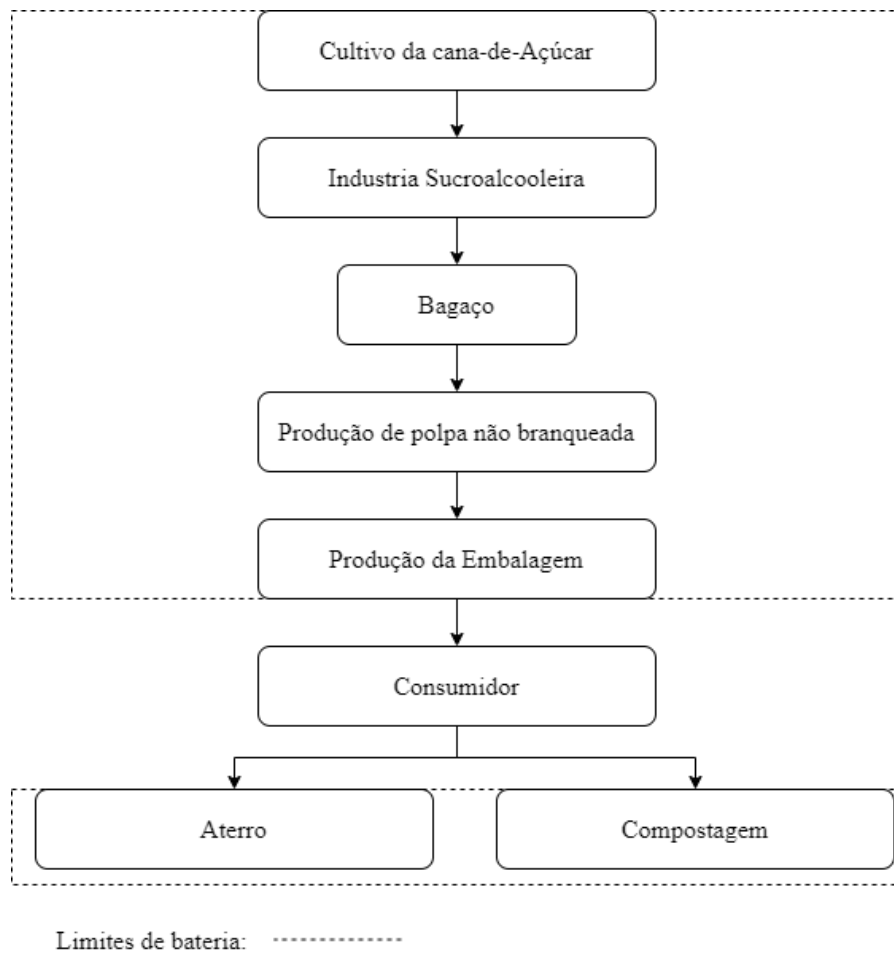 Cultivo da cana-de-Açúcar
Industria Sucroalcooleira
Bagaço
Produção de polpa não branqueada
Produção da Embalagem
Consumidor
Aterro
Compostagem
Limites de bateria: